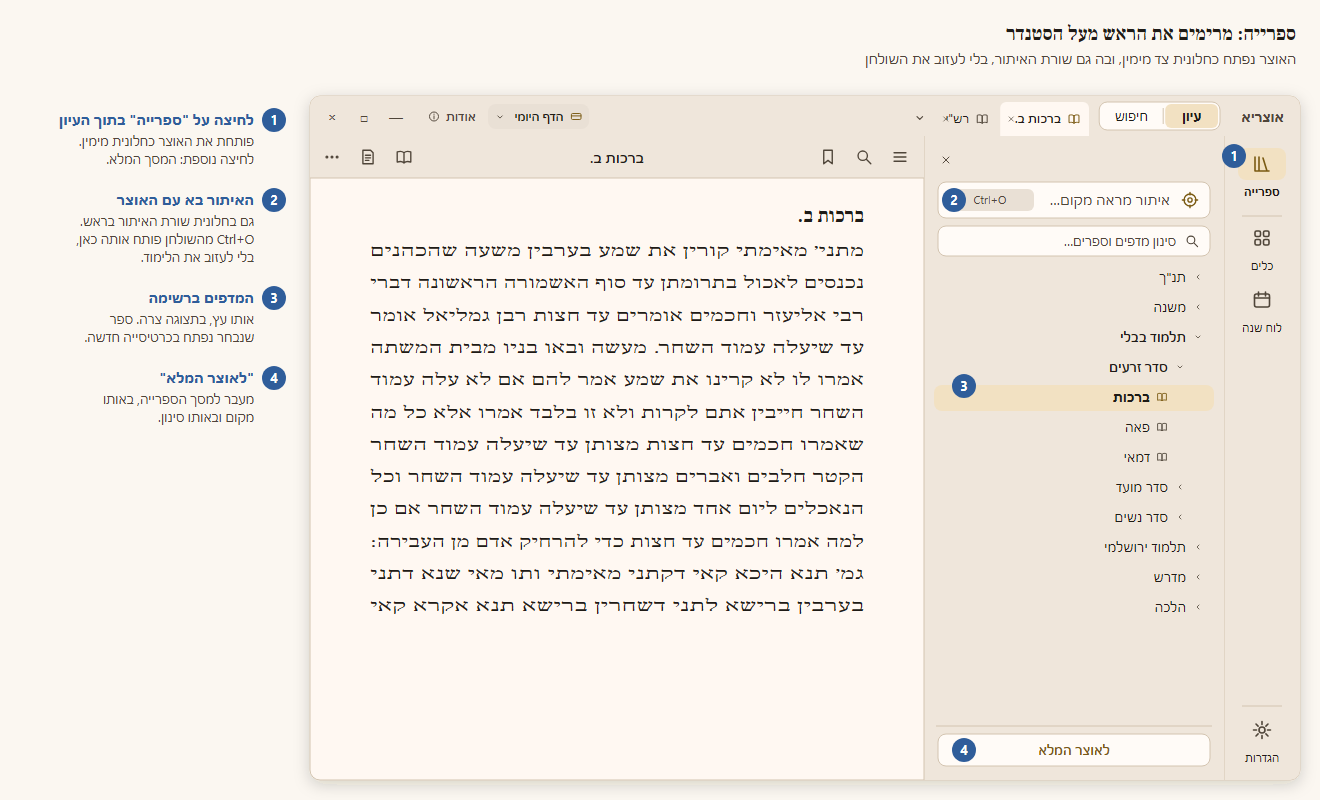 ספרייה: מרימים את הראש מעל הסטנדר
האוצר נפתח כחלונית צד מימין, ובה גם שורת האיתור, בלי לעזוב את השולחן
אוצריא
עיון
חיפוש
ברכות ב. ×
רש"י ×
הדף היומי
אודות
1
ספרייה
כלים
לוח שנה
הגדרות
×
איתור מראה מקום...
Ctrl+O
2
סינון מדפים וספרים...
תנ"ך
משנה
תלמוד בבלי
סדר זרעים
ברכות
3
פאה
דמאי
סדר מועד
סדר נשים
תלמוד ירושלמי
מדרש
הלכה
לאוצר המלא
4
ברכות ב.
ברכות ב.
מתני׳ מאימתי קורין את שמע בערבין משעה שהכהנים
נכנסים לאכול בתרומתן עד סוף האשמורה הראשונה דברי
רבי אליעזר וחכמים אומרים עד חצות רבן גמליאל אומר
עד שיעלה עמוד השחר. מעשה ובאו בניו מבית המשתה
אמרו לו לא קרינו את שמע אמר להם אם לא עלה עמוד
השחר חייבין אתם לקרות ולא זו בלבד אמרו אלא כל מה
שאמרו חכמים עד חצות מצותן עד שיעלה עמוד השחר
הקטר חלבים ואברים מצותן עד שיעלה עמוד השחר וכל
הנאכלים ליום אחד מצותן עד שיעלה עמוד השחר אם כן
למה אמרו חכמים עד חצות כדי להרחיק אדם מן העבירה:
גמ׳ תנא היכא קאי דקתני מאימתי ותו מאי שנא דתני
בערבין ברישא לתני דשחרין ברישא תנא אקרא קאי
1
לחיצה על "ספרייה" בתוך העיון
פותחת את האוצר כחלונית מימין.
לחיצה נוספת: המסך המלא.
2
האיתור בא עם האוצר
גם בחלונית שורת האיתור בראש.
Ctrl+O מהשולחן פותח אותה כאן,
בלי לעזוב את הלימוד.
3
המדפים ברשימה
אותו עץ, בתצוגה צרה. ספר
שנבחר נפתח בכרטיסייה חדשה.
4
"לאוצר המלא"
מעבר למסך הספרייה, באותו
מקום ובאותו סינון.